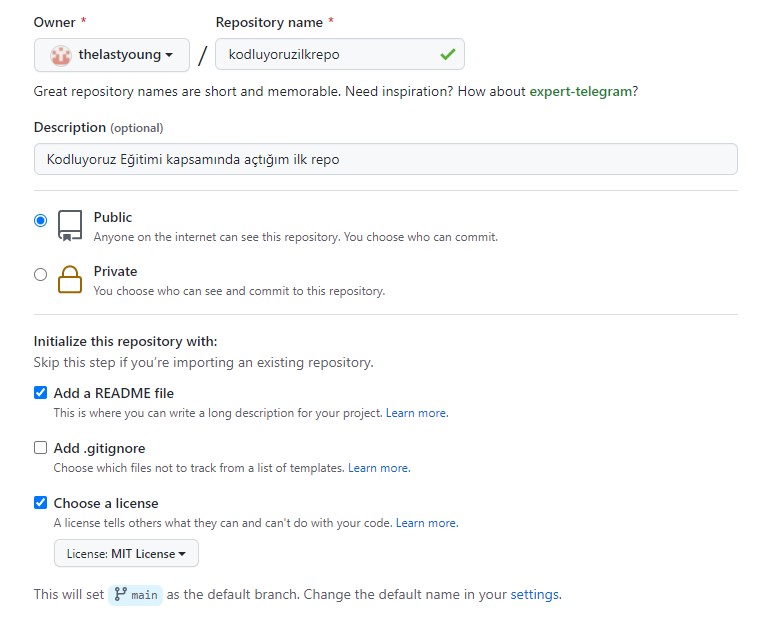 Owner * Repository name *
thelastyoung / kodluyoruzilkrepo
Great repository names are short and memorable. Need inspiration? How about expert-telegram?
Description (optional)
Kodluyoruz Eğitimi kapsamında açtığım ilk repo
Public
Anyone on the internet can see this repository. You choose who can commit.
Private
You choose who can see and commit to this repository.
Initialize this repository with:
Skip this step if you're importing an existing repository.
Add a README file
This is where you can write a long description for your project. Learn more.
Add .gitignore
Choose which files not to track from a list of templates. Learn more.
Choose a license
A license tells others what they can and can't do with your code. Learn more.
License: MIT License
This will set main as the default branch. Change the default name in your settings.